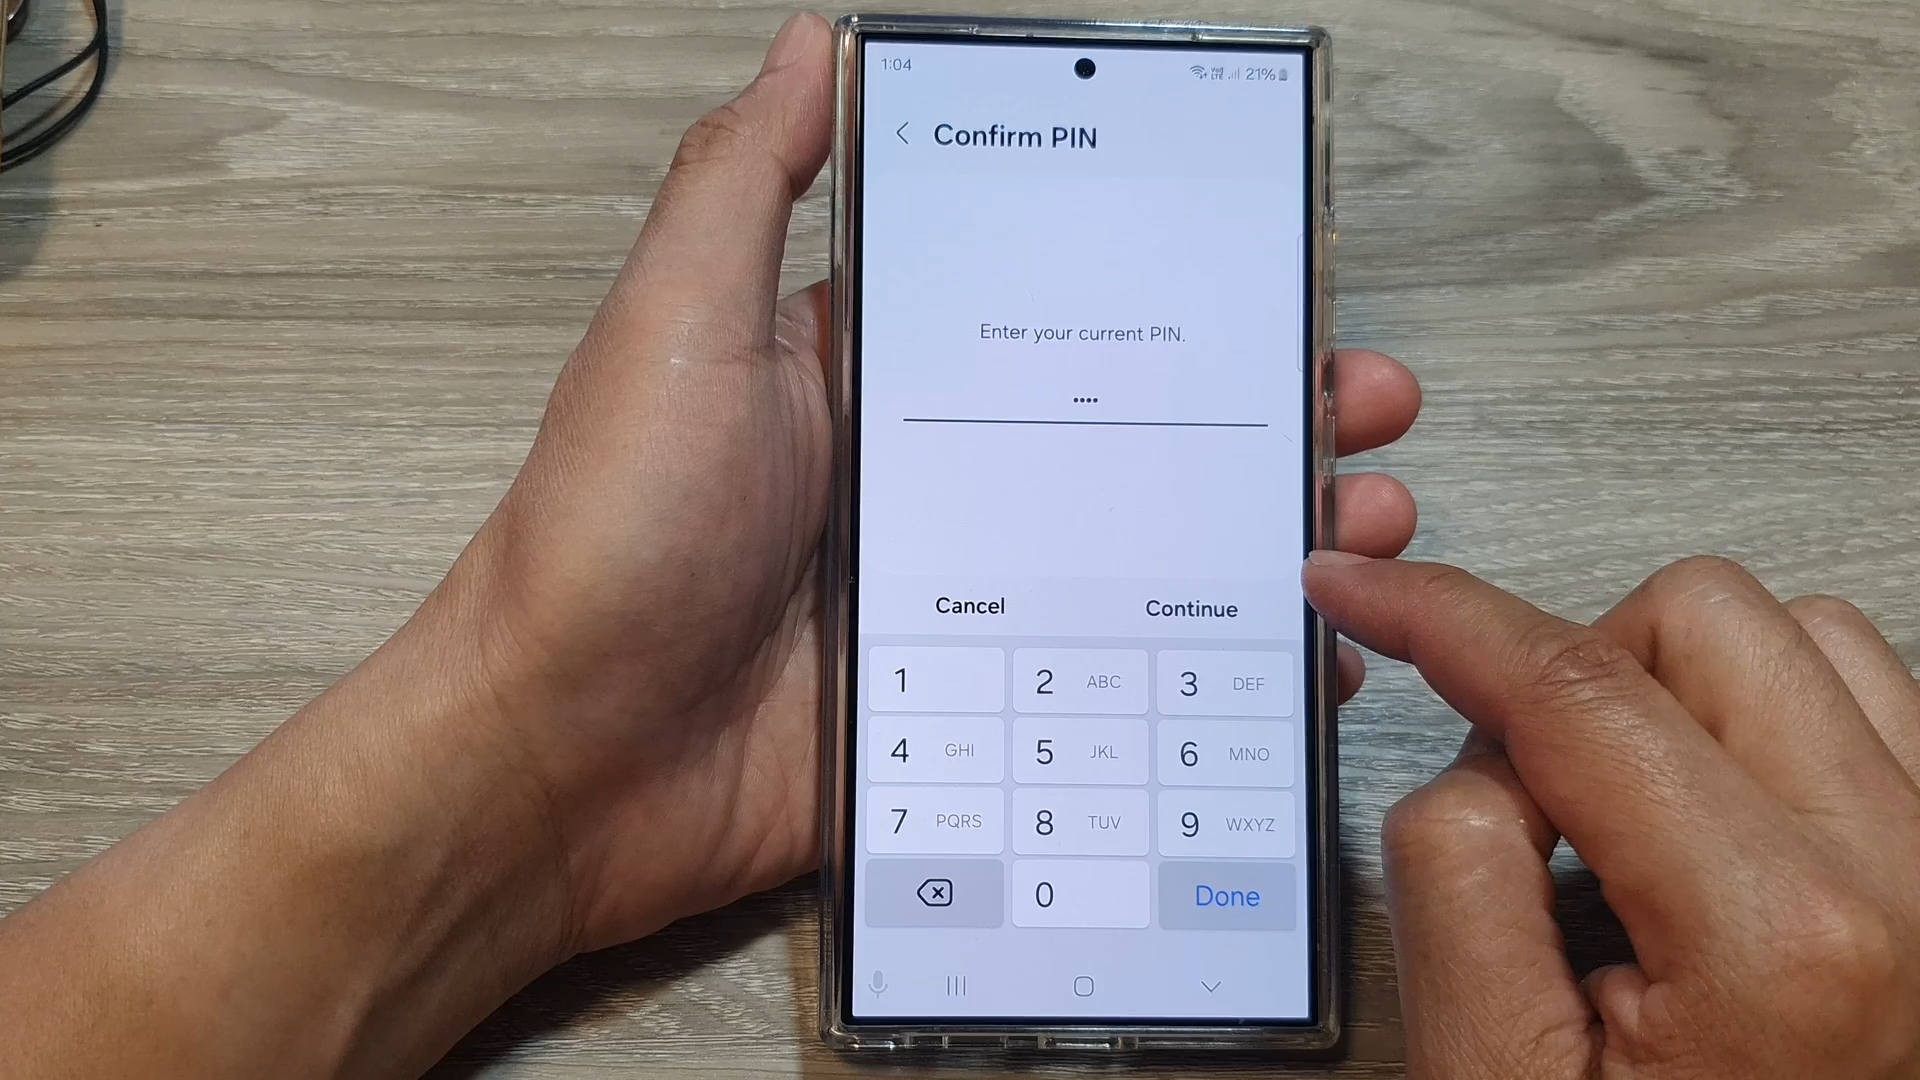 1:04
21%
Confirm PIN
Enter your current PIN.
••••
Cancel Continue
1 2 ABC 3 DEF
4 GHI 5 JKL 6 MNO
7 PQRS 8 TUV 9 WXYZ
0 Done